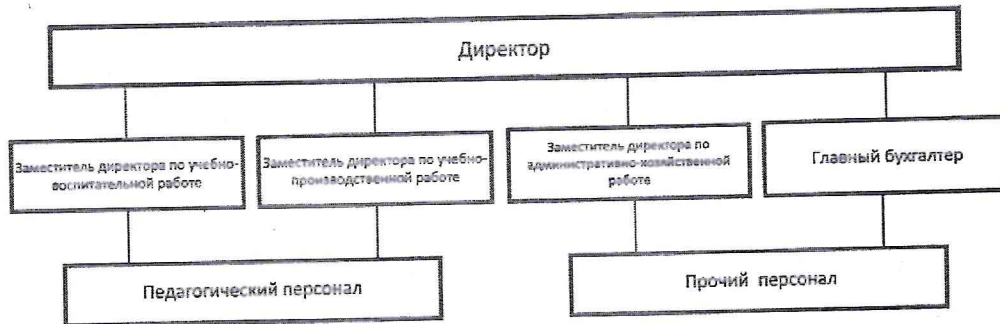 Директор
Заместитель директора по учебно-
воспитательной работе
Заместитель директора по учебно-
производственной работе
Заместитель директора по
административно-хозяйственной
работе
Главный бухгалтер
Педагогический персонал
Прочий персонал